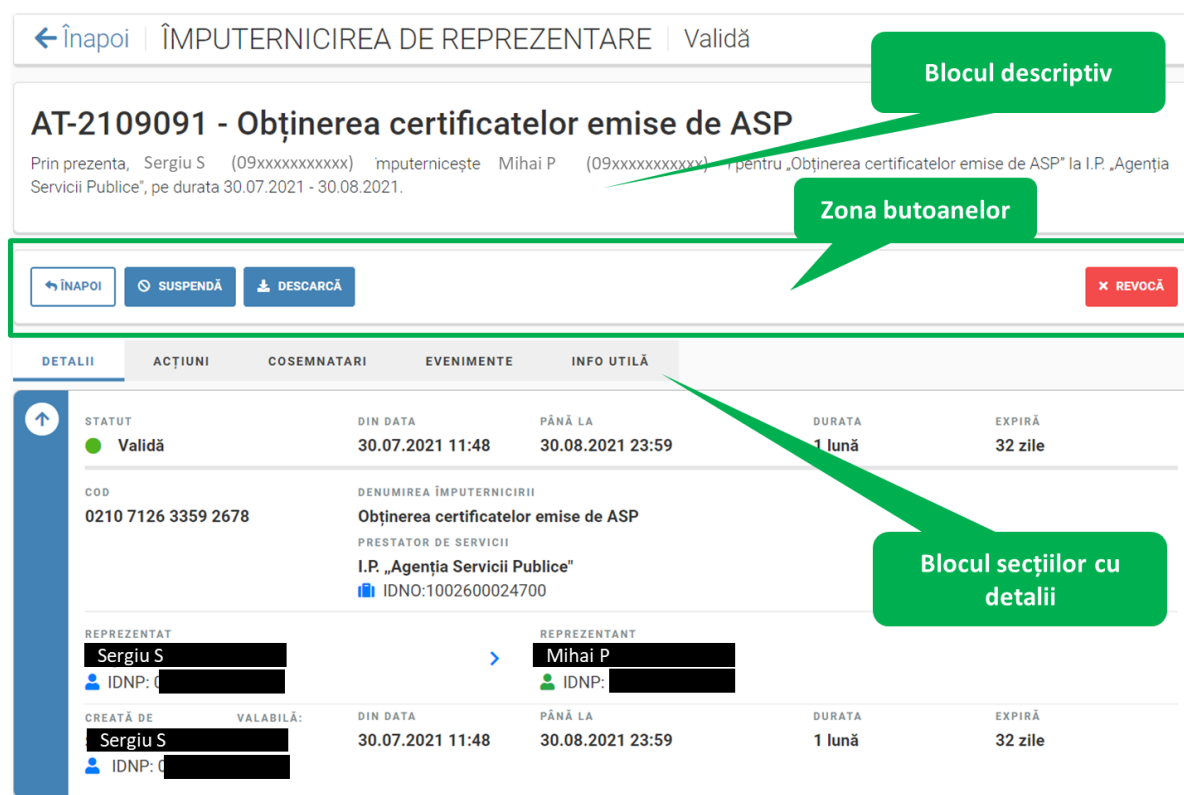 Înapoi ÎMPUTERNICIREA DE REPREZENTARE Validă
Blocul descriptiv
AT-2109091 - Obținerea certificatelor emise de ASP
Prin prezenta, Sergiu S (09xxxxxxxxxxx) împuternicește Mihai P (09xxxxxxxxxxx) pentru „Obținerea certificatelor emise de ASP" la I.P. „Agenția
Servicii Publice", pe durata 30.07.2021 - 30.08.2021.
Zona butoanelor
ÎNAPOI SUSPENDĂ DESCARCĂ REVOCĂ
DETALII ACȚIUNI COSEMNATARI EVENIMENTE INFO UTILĂ
STATUT DIN DATA PÂNĂ LA DURATA EXPIRĂ
Validă 30.07.2021 11:48 30.08.2021 23:59 1 lună 32 zile
COD DENUMIREA ÎMPUTERNICIRII
0210 7126 3359 2678 Obținerea certificatelor emise de ASP
PRESTATOR DE SERVICII
I.P. „Agenția Servicii Publice"
IDNO:1002600024700
Blocul secțiilor cu
detalii
REPREZENTAT REPREZENTANT
Sergiu S Mihai P
IDNP: IDNP:
CREATĂ DE VALABILĂ: DIN DATA PÂNĂ LA DURATA EXPIRĂ
Sergiu S 30.07.2021 11:48 30.08.2021 23:59 1 lună 32 zile
IDNP: